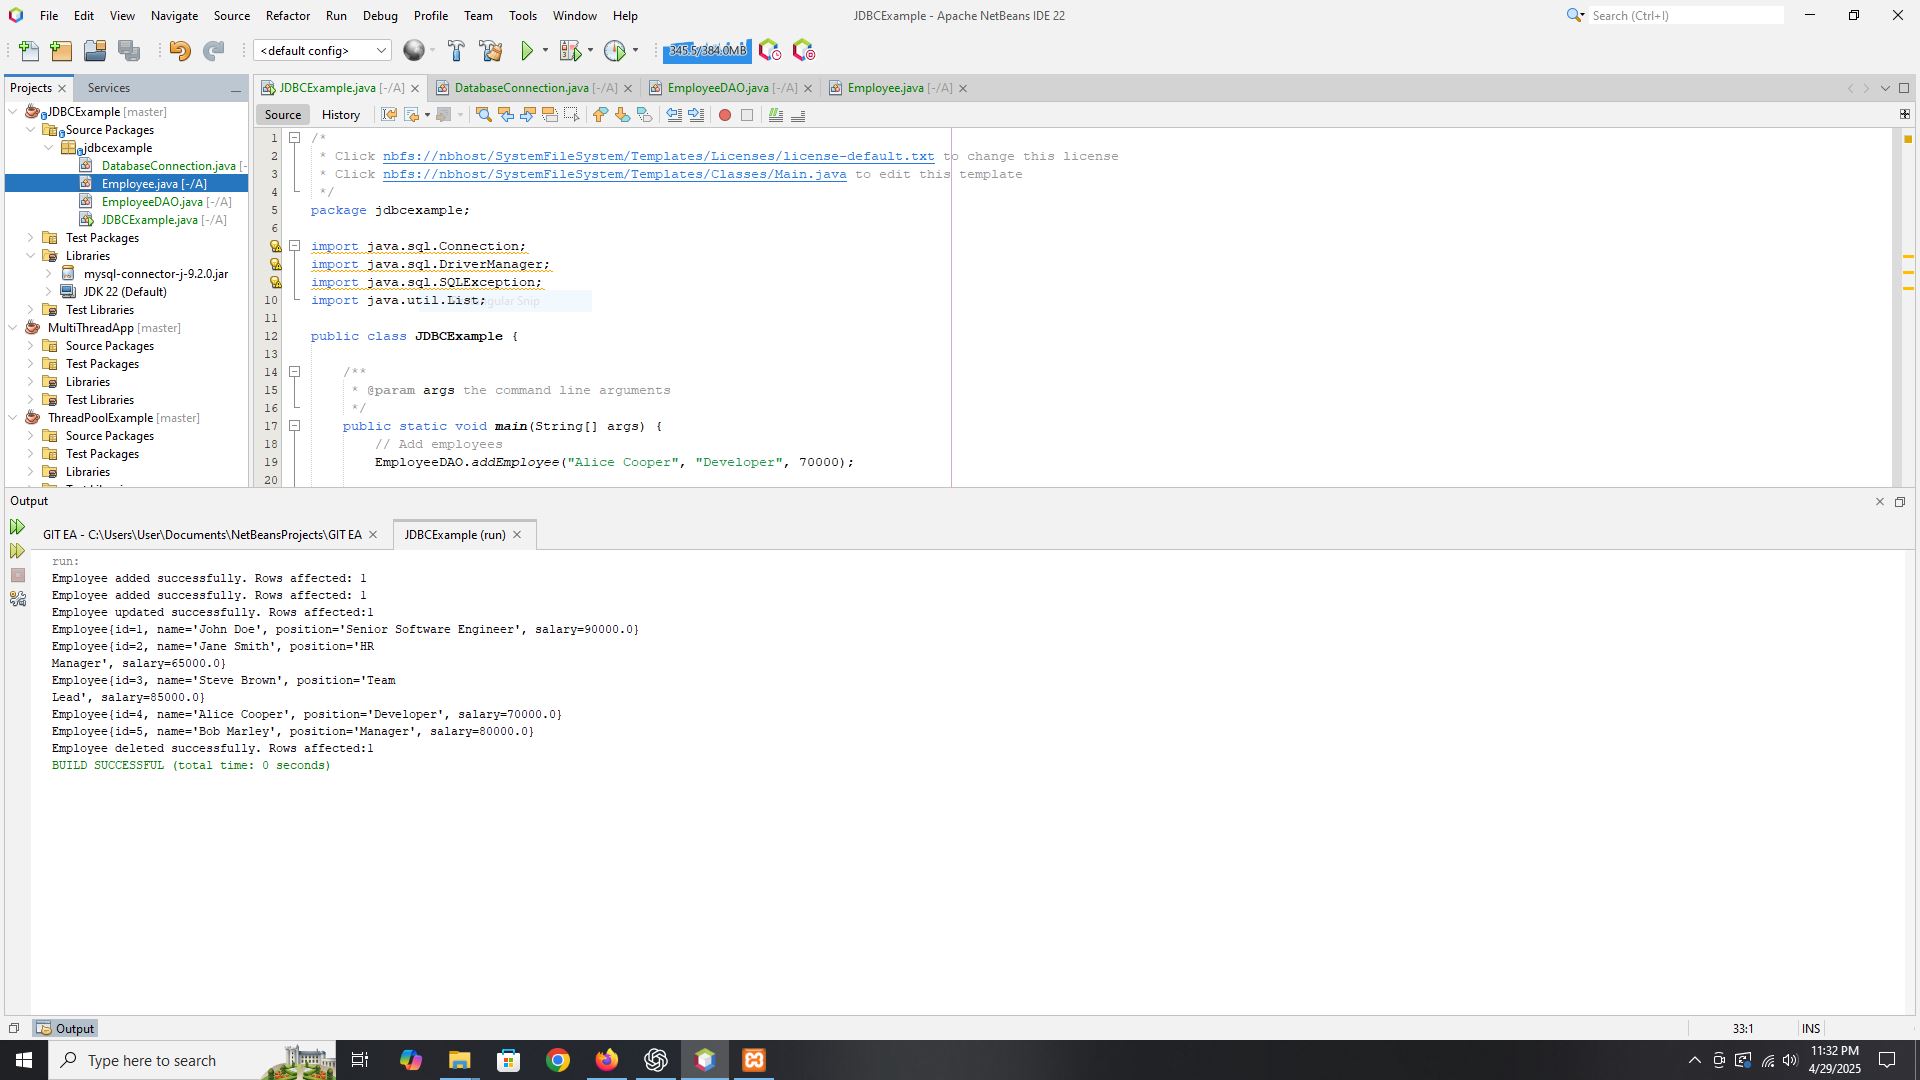 File Edit View Navigate Source Refactor Run Debug Profile Team Tools Window Help
JDBCExample - Apache NetBeans IDE 22
Search (Ctrl+I)
<default config>
345.5/384.0MB
Projects
Services
JDBCExample [master]
Source Packages
jdbcexample
DatabaseConnection.java [-
Employee.java [-/A]
EmployeeDAO.java [-/A]
JDBCExample.java [-/A]
Test Packages
Libraries
mysql-connector-j-9.2.0.jar
JDK 22 (Default)
Test Libraries
MultiThreadApp [master]
Source Packages
Test Packages
Libraries
Test Libraries
ThreadPoolExample [master]
Source Packages
Test Packages
Libraries
JDBCExample.java [-/A] DatabaseConnection.java [-/A] EmployeeDAO.java [-/A] Employee.java [-/A]
Source History
1 /*
2 * Click nbfs://nbhost/SystemFileSystem/Templates/Licenses/license-default.txt to change this license
3 * Click nbfs://nbhost/SystemFileSystem/Templates/Classes/Main.java to edit this template
4 */
5 package jdbcexample;
6
import java.sql.Connection;
import java.sql.DriverManager;
import java.sql.SQLException;
10 import java.util.List;
Snip
11
12 public class JDBCExample {
13
14 /**
15 * @param args the command line arguments
16 */
17 public static void main(String[] args) {
18 // Add employees
19 EmployeeDAO.addEmployee("Alice Cooper", "Developer", 70000);
20
Output
GIT EA - C:\Users\User\Documents\NetBeansProjects\GIT EA
JDBCExample (run)
run:
Employee added successfully. Rows affected: 1
Employee added successfully. Rows affected: 1
Employee updated successfully. Rows affected:1
Employee{id=1, name='John Doe', position='Senior Software Engineer', salary=90000.0}
Employee{id=2, name='Jane Smith', position='HR
Manager', salary=65000.0}
Employee{id=3, name='Steve Brown', position='Team
Lead', salary=85000.0}
Employee{id=4, name='Alice Cooper', position='Developer', salary=70000.0}
Employee{id=5, name='Bob Marley', position='Manager', salary=80000.0}
Employee deleted successfully. Rows affected:1
BUILD SUCCESSFUL (total time: 0 seconds)
Output
33:1
INS
Type here to search
11:32 PM
4/29/2025